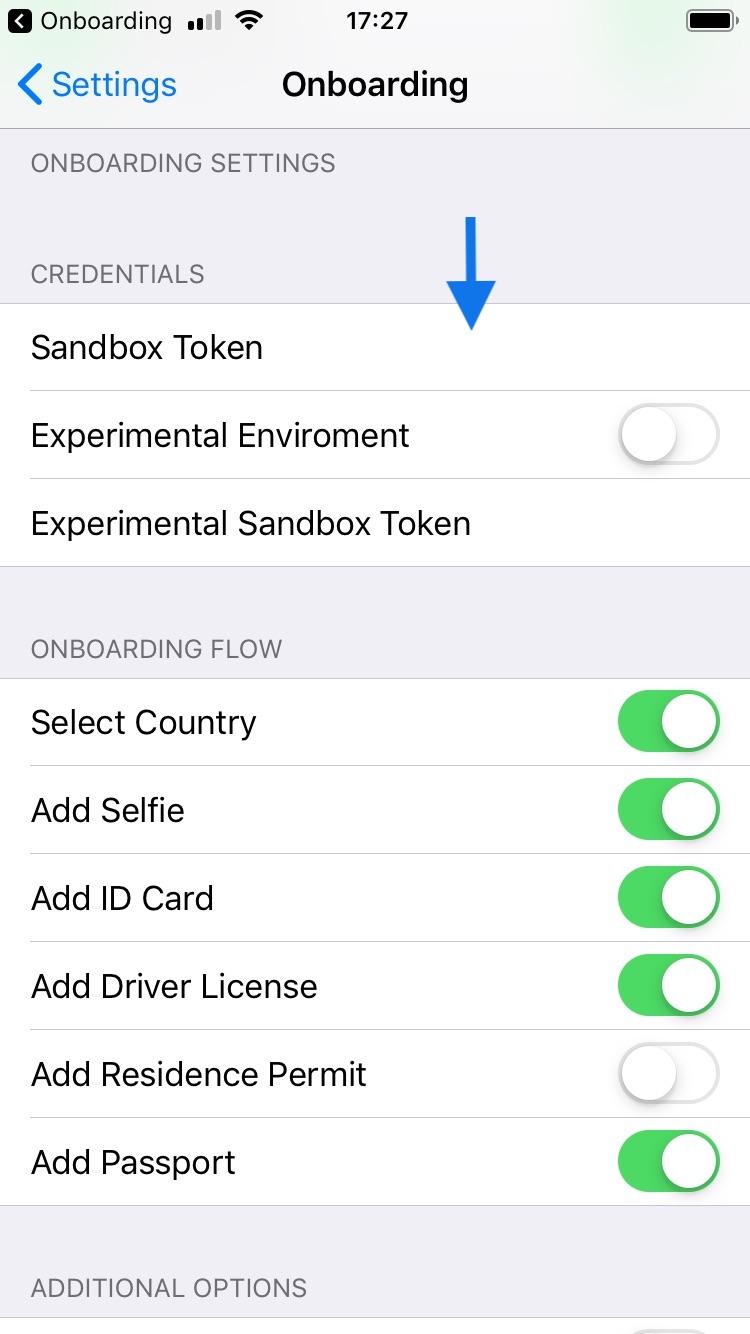 Onboarding 17:27
Settings Onboarding
ONBOARDING SETTINGS
CREDENTIALS
Sandbox Token
Experimental Enviroment
Experimental Sandbox Token
ONBOARDING FLOW
Select Country
Add Selfie
Add ID Card
Add Driver License
Add Residence Permit
Add Passport
ADDITIONAL OPTIONS